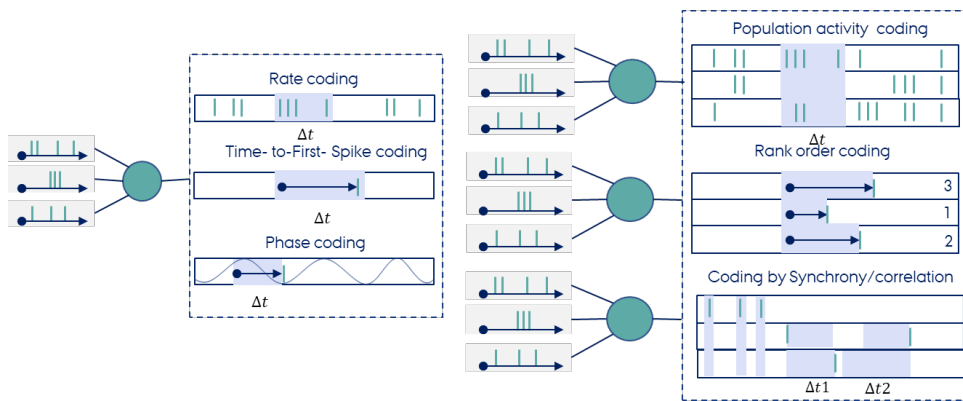 Rate coding
Δt
Time- to-First- Spike coding
Δt
Phase coding
Δt
Population activity coding
Δt
Rank order coding
3
1
2
Coding by Synchrony/correlation
Δt1
Δt2